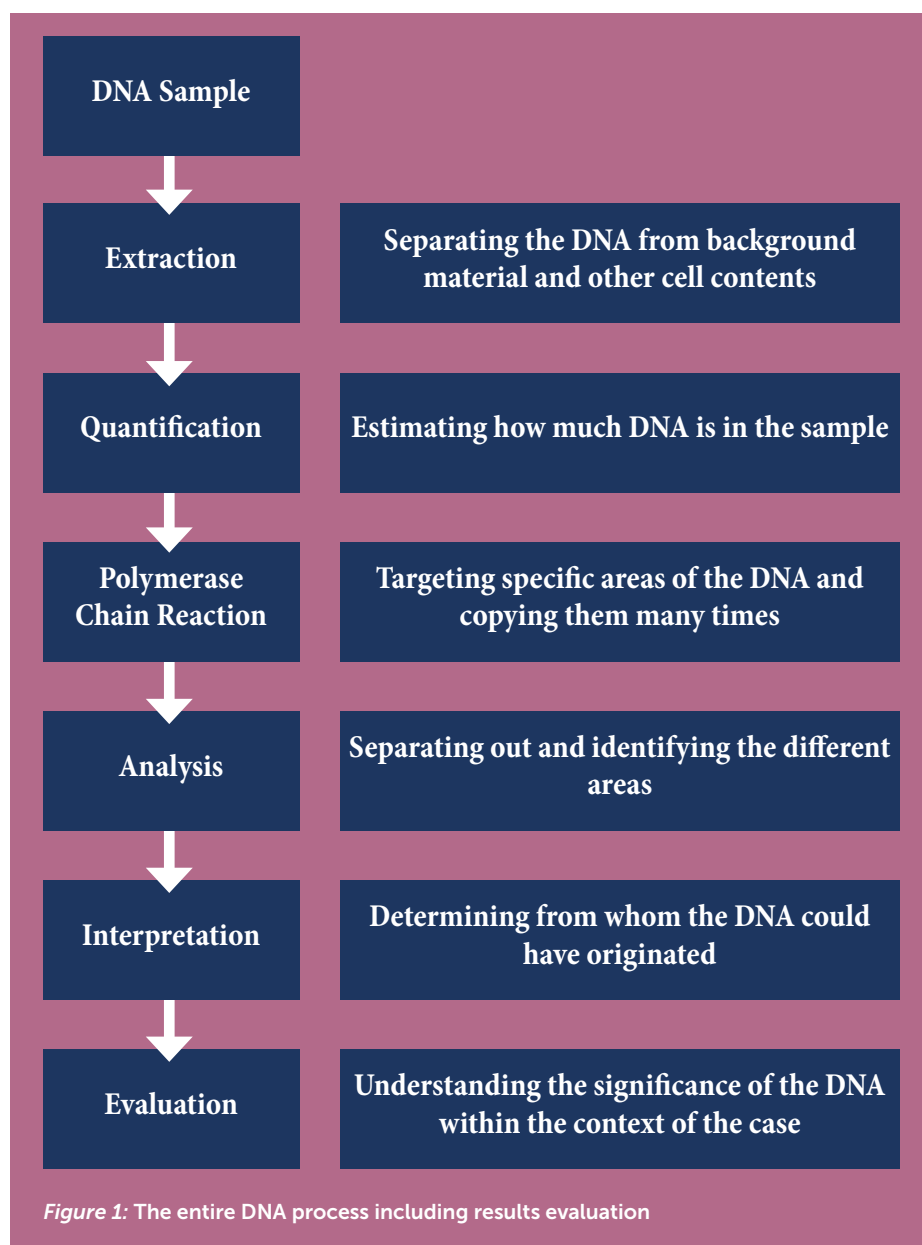 DNA Sample
Extraction
Separating the DNA from background
material and other cell contents
Quantification
Estimating how much DNA is in the sample
Polymerase
Chain Reaction
Targeting specific areas of the DNA and
copying them many times
Analysis
Separating out and identifying the different
areas
Interpretation
Determining from whom the DNA could
have originated
Evaluation
Understanding the significance of the DNA
within the context of the case
Figure 1: The entire DNA process including results evaluation